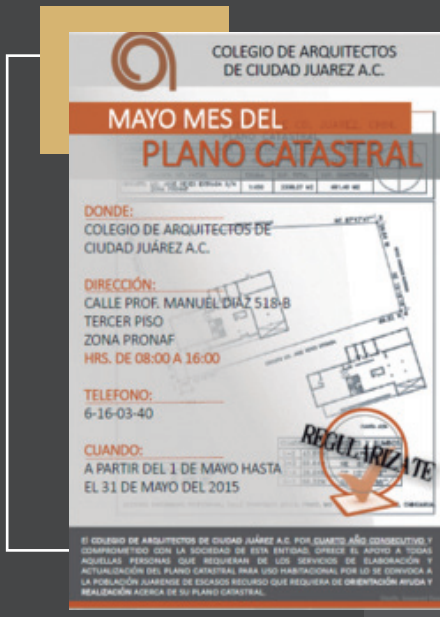 COLEGIO DE ARQUITECTOS
DE CIUDAD JUAREZ A.C.
MAYO MES DEL
PLANO CATASTRAL
DONDE:
COLEGIO DE ARQUITECTOS DE
CIUDAD JUÁREZ A.C.
DIRECCIÓN:
CALLE PROF. MANUEL DIAZ 518-B
TERCER PISO
ZONA PRONAF
HRS. DE 08:00 A 16:00
TELEFONO:
6-16-03-40
CUANDO:
A PARTIR DEL 1 DE MAYO HASTA
EL 31 DE MAYO DEL 2015
REGULARIZATE
El COLEGIO DE ARQUITECTOS DE CIUDAD JUÁREZ A.C. POR CUARTO AÑO CONSECUTIVO Y
COMPROMETIDO CON LA SOCIEDAD DE ESTA ENTIDAD, OFRECE EL APOYO A TODAS
AQUELLAS PERSONAS QUE REQUIERAN DE LOS SERVICIOS DE ELABORACIÓN Y
ACTUALIZACIÓN DEL PLANO CATASTRAL PARA USO HABITACIONAL POR LO SE CONVOCA A
LA POBLACIÓN JUARENSE DE ESCASOS RECURSO QUE REQUIERA DE ORIENTACIÓN AYUDA Y
REALIZACIÓN ACERCA DE SU PLANO CATASTRAL.